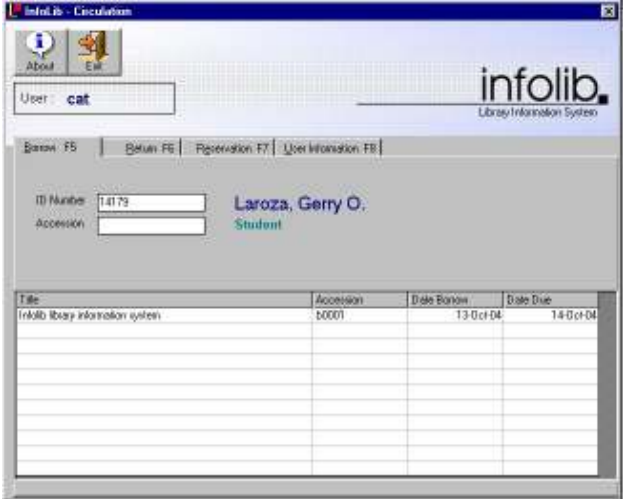 InfoLib - Circulation
About Exit
infolib.
Library Information System
User : cat
Borrow F5 Return F6 Reservation F7 User Information F8
ID Number 14179 Laroza, Gerry O.
Accession Student
Title Accession Date Borrow Date Due
Infolib library information system b0001 13-Oct-04 14-Oct-04